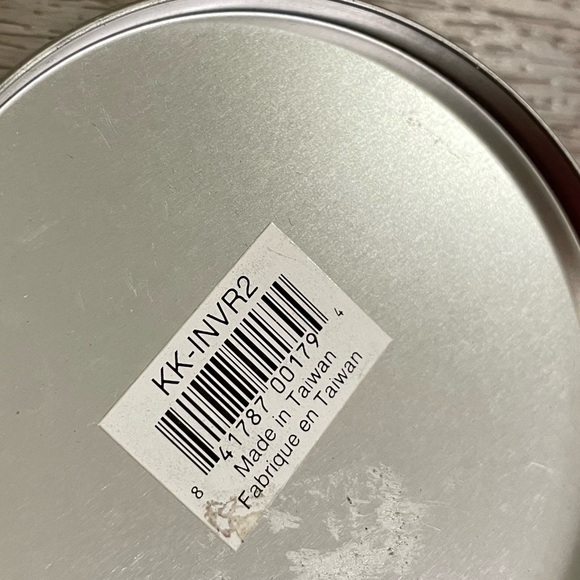 KK-INVR2
8 41787 00179 4
Made in Taiwan
Fabrique en Taiwan